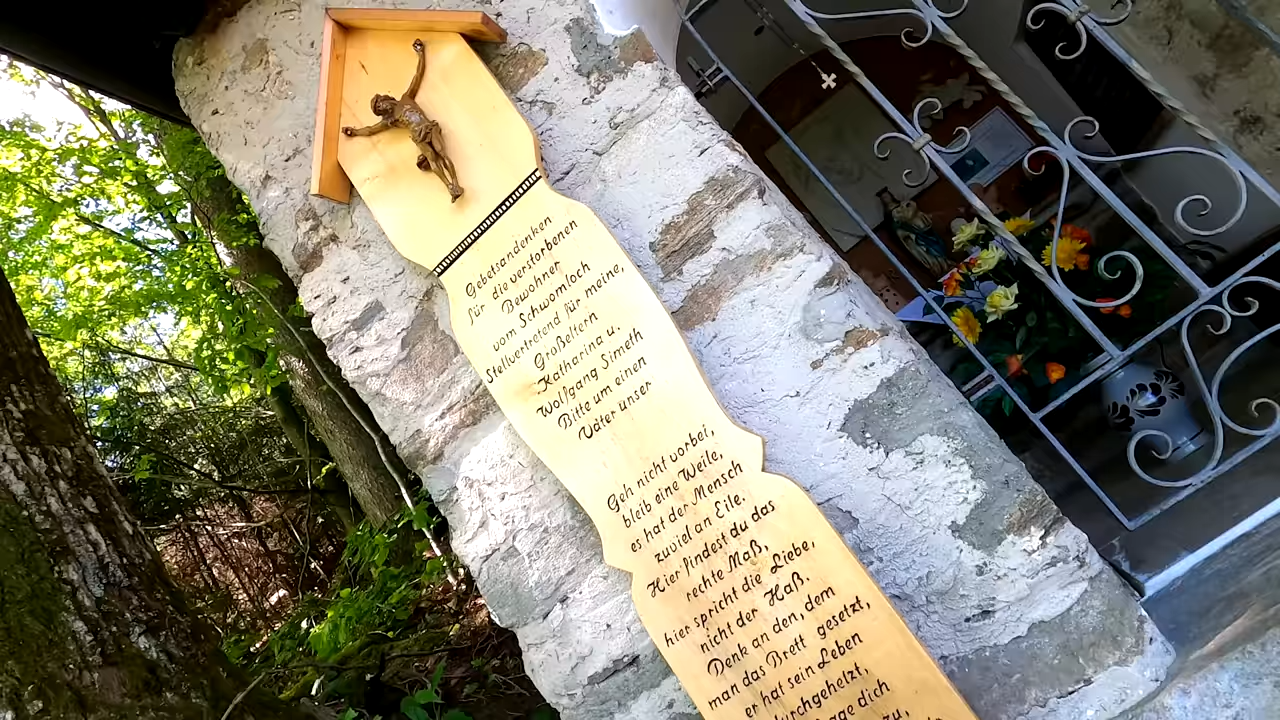 Gebetsandenken
für die verstorbenen
Bewohner
vom Schwomloch
Stellvertretend für meine,
Großeltern
Katharina u.
Wolfgang Simeth
Bitte um einen
Vater unser
Geh nicht vorbei,
bleib eine Weile,
es hat der Mensch
zuviel an Eile.
Hier findest du das
rechte Maß,
hier spricht die Liebe,
nicht der Haß.
Denk an den, dem
man das Brett gesetzt,
er hat sein Leben
durchgehetzt,
dich
zu,